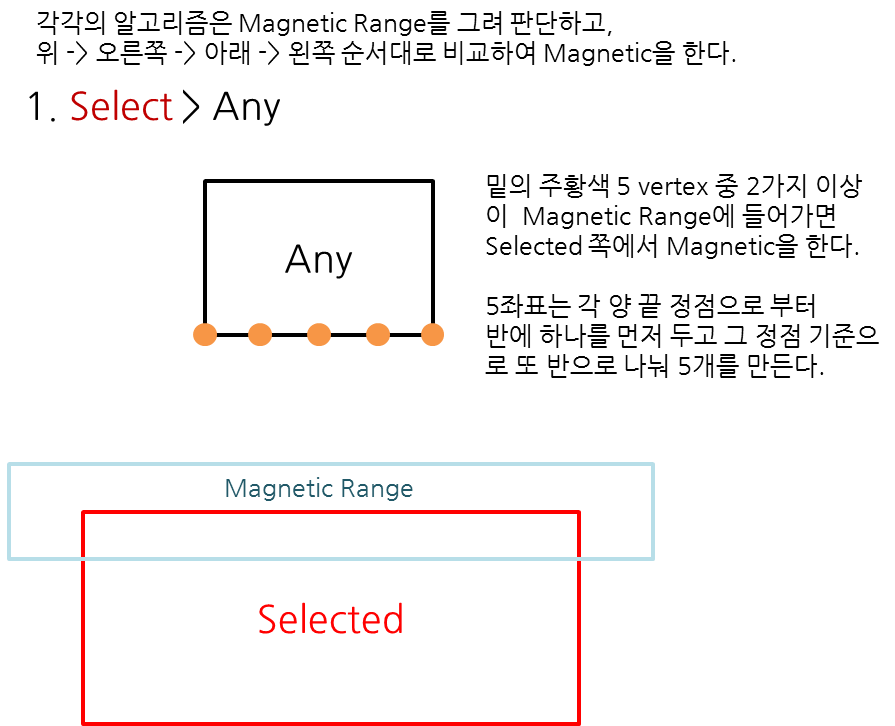 각각의 알고리즘은 Magnetic Range를 그려 판단하고,
위 -> 오른쪽 -> 아래 -> 왼쪽 순서대로 비교하여 Magnetic을 한다.
1. Select > Any
밑의 주황색 5 vertex 중 2가지 이상
이 Magnetic Range에 들어가면
Selected 쪽에서 Magnetic을 한다.
Any
5좌표는 각 양 끝 정점으로 부터
반에 하나를 먼저 두고 그 정점 기준으
로 또 반으로 나눠 5개를 만든다.
Magnetic Range
Selected